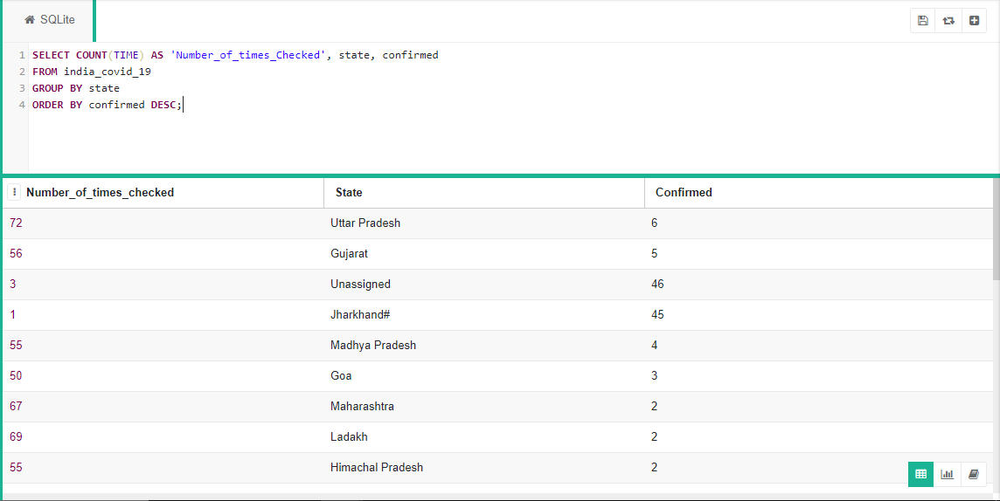 SQLite
1 SELECT COUNT(TIME) AS 'Number_of_times_Checked', state, confirmed
2 FROM india_covid_19
3 GROUP BY state
4 ORDER BY confirmed DESC;
Number_of_times_checked State Confirmed
72 Uttar Pradesh 6
56 Gujarat 5
3 Unassigned 46
1 Jharkhand# 45
55 Madhya Pradesh 4
50 Goa 3
67 Maharashtra 2
69 Ladakh 2
55 Himachal Pradesh 2